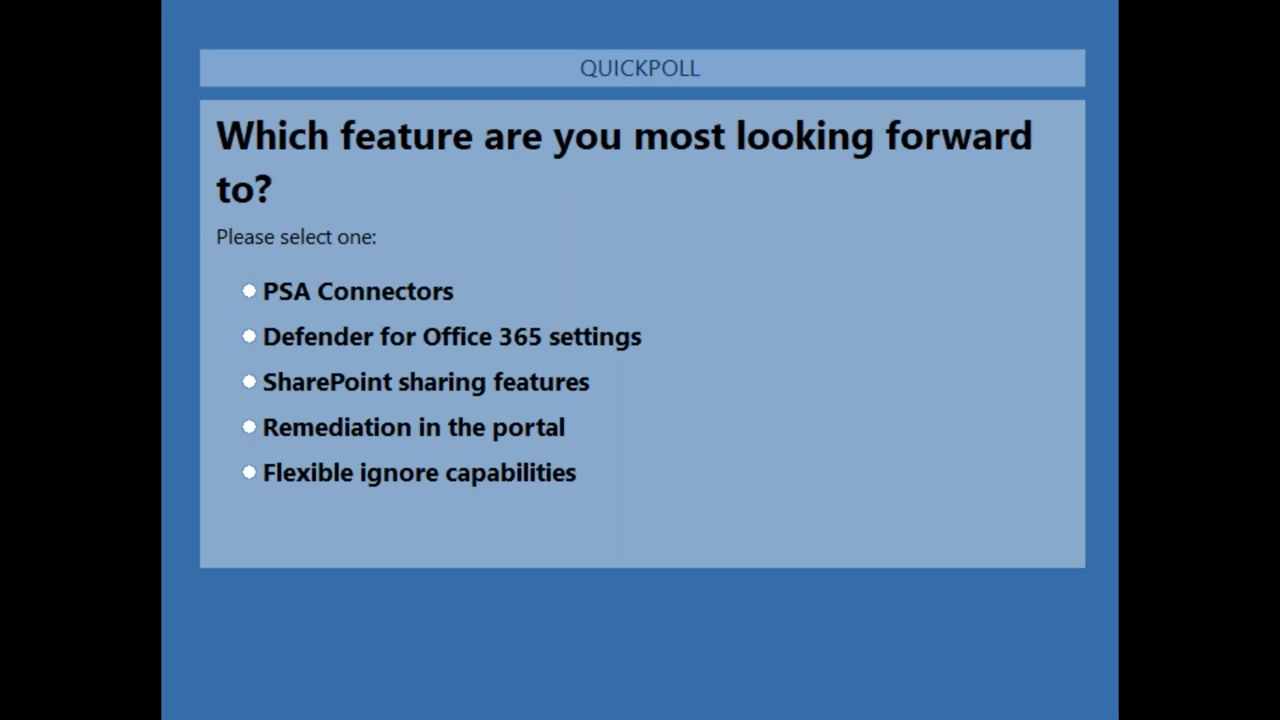 QUICKPOLL
Which feature are you most looking forward
to?
Please select one:
PSA Connectors
Defender for Office 365 settings
SharePoint sharing features
Remediation in the portal
Flexible ignore capabilities